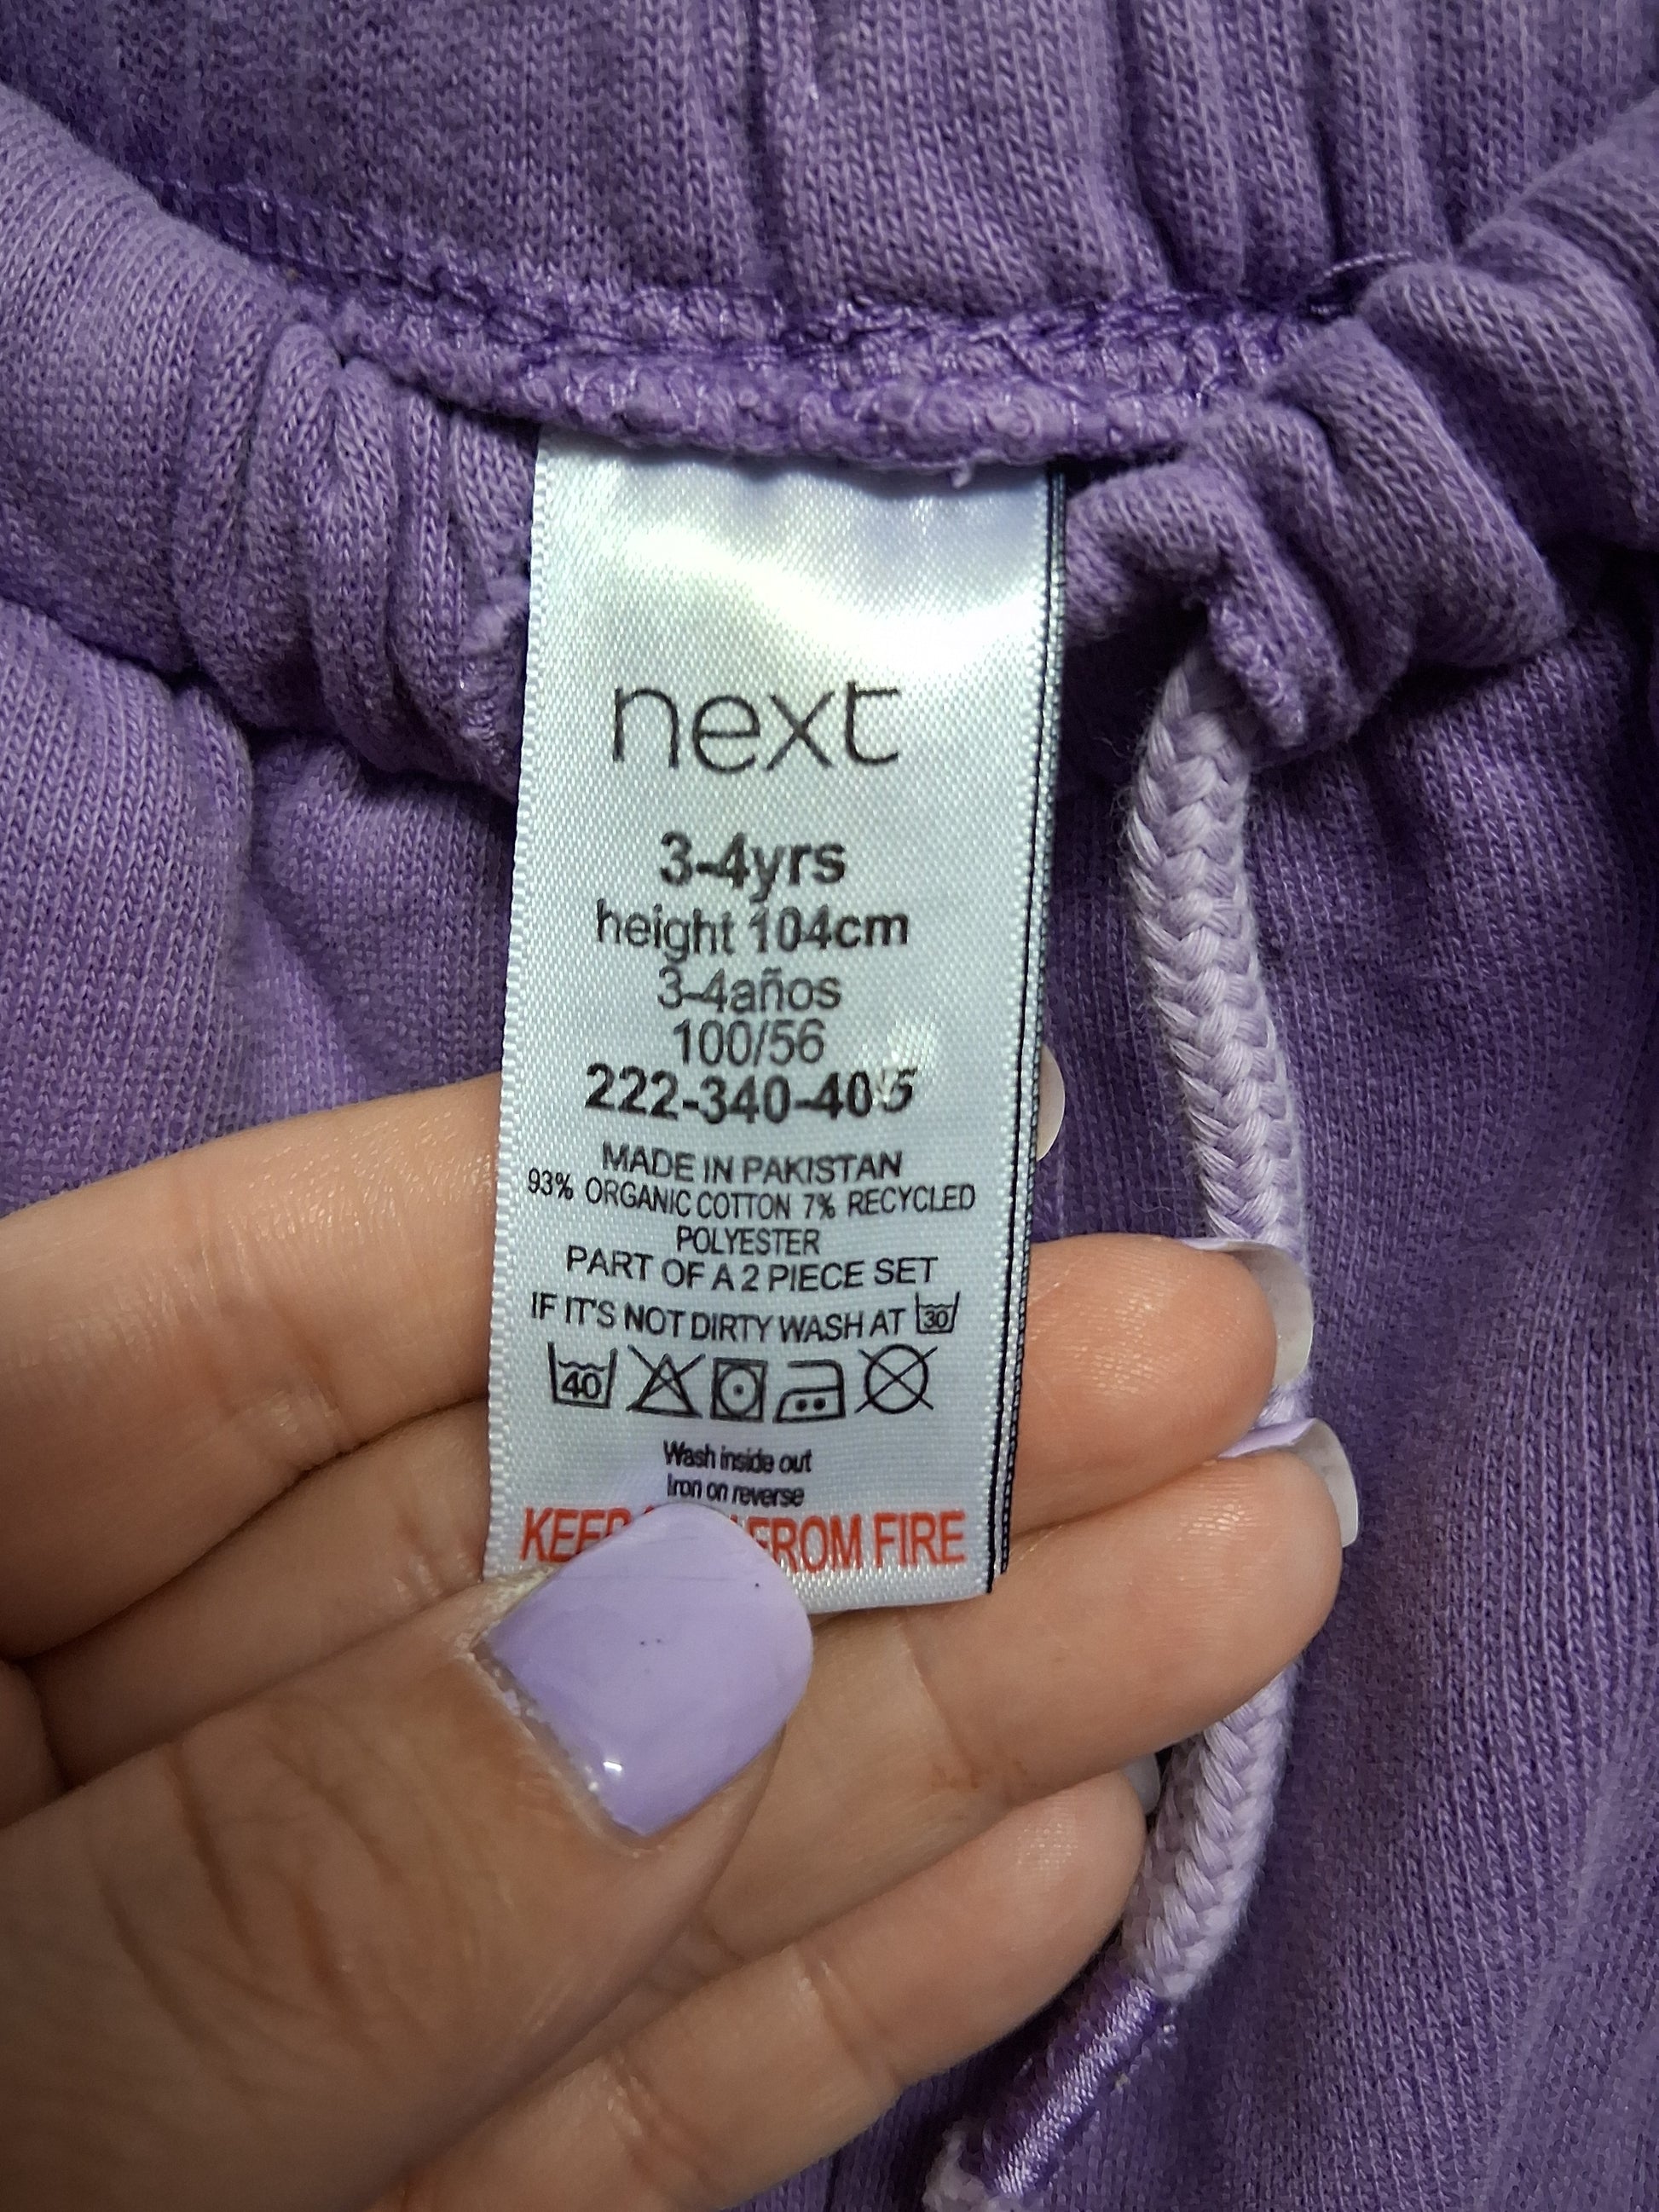 next
3-4yrs
height 104cm
3-4años
100/56
222-340-405
MADE IN PAKISTAN
93% ORGANIC COTTON 7% RECYCLED
POLYESTER
PART OF A 2 PIECE SET
IF IT'S NOT DIRTY WASH AT 30
40
Wash inside out
Iron on reverse
KEEP FROM FIRE